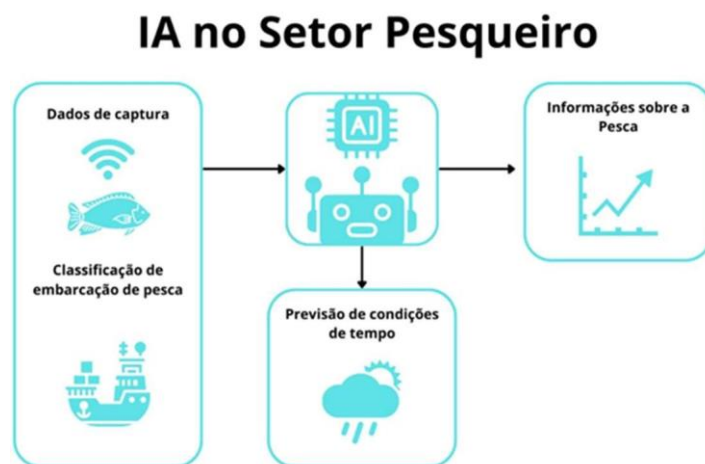 IA no Setor Pesqueiro
Dados de captura
Classificação de
embarcação de pesca
AI
Previsão de condições
de tempo
Informações sobre a
Pesca